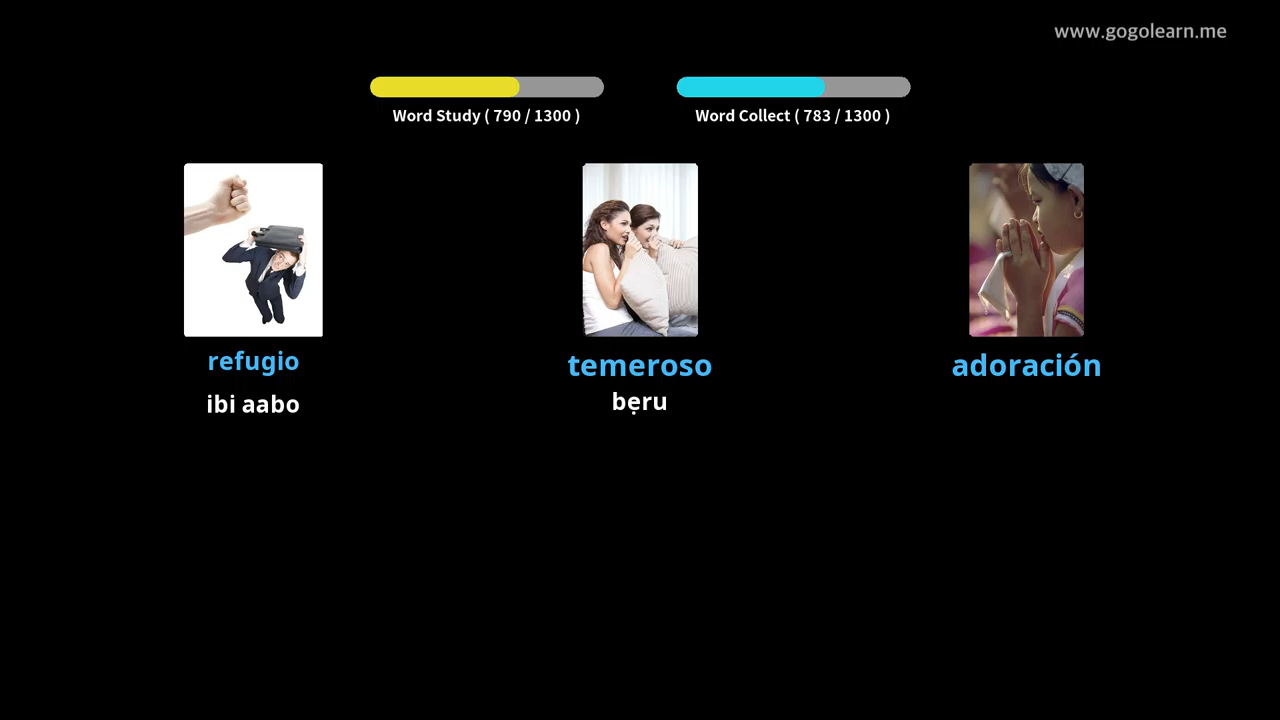 www.gogolearn.me
Word Study ( 790 / 1300 )
Word Collect ( 783 / 1300 )
refugio
temeroso
adoración
ibi aabo
bẹru